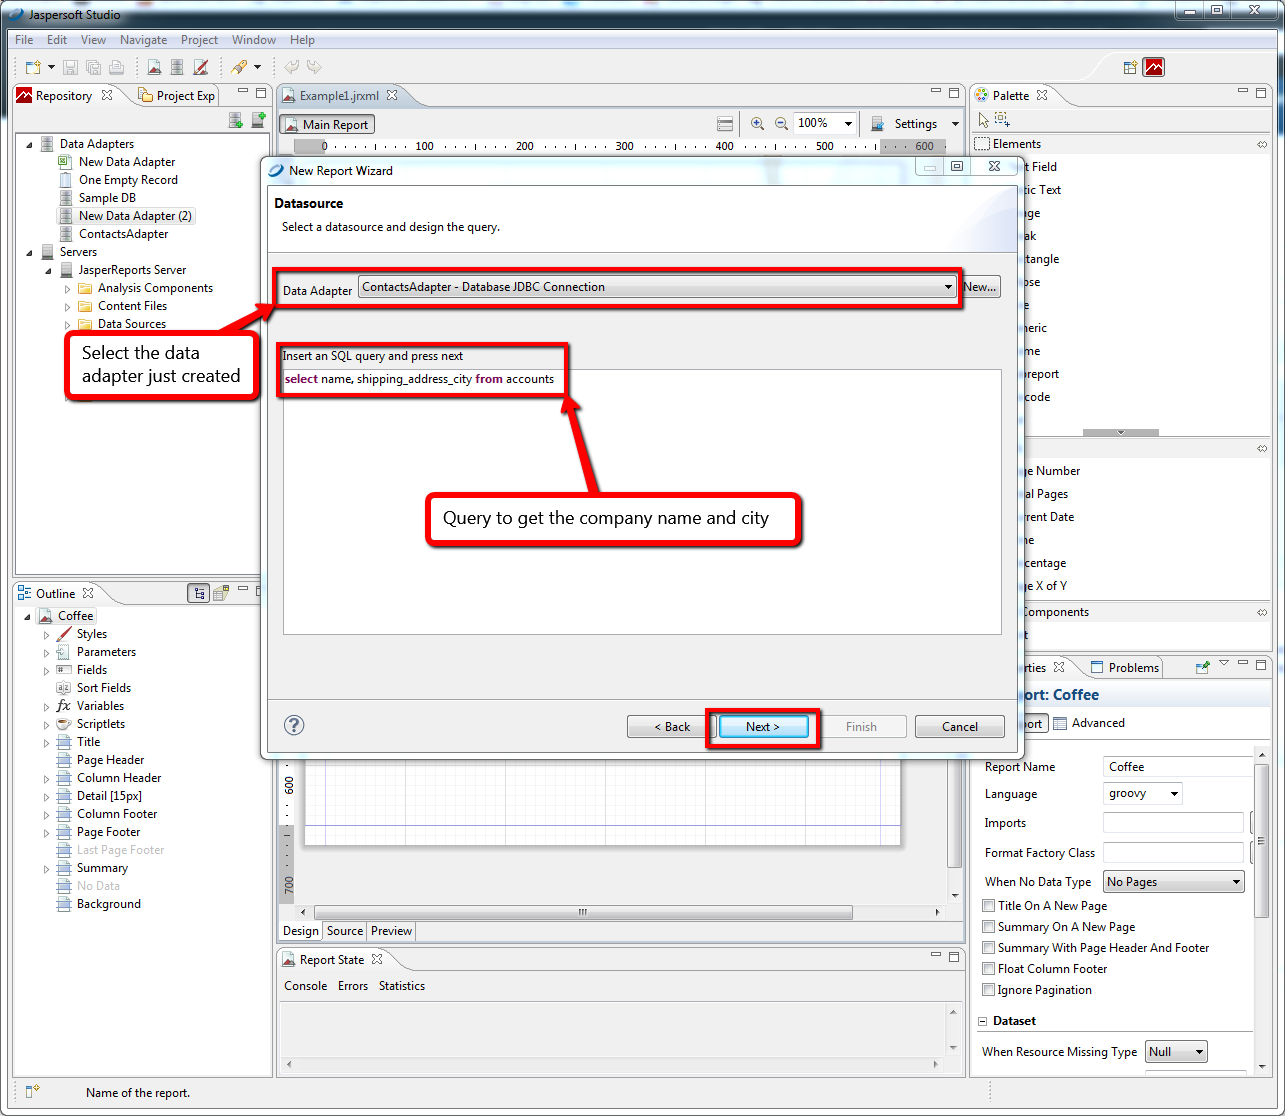 Jaspersoft Studio
File Edit View Navigate Project Window Help
Repository
Project Exp
Data Adapters
New Data Adapter
One Empty Record
Sample DB
New Data Adapter (2)
ContactsAdapter
Servers
JasperReports Server
Analysis Components
Content Files
Data Sources
Example1.jrxml
Main Report
100%
Settings
0 100 200 300 400 500 600
Palette
Elements
t Field
tic Text
ge
ak
tangle
ose
neric
me
breport
code
ge Number
al Pages
rrent Date
ne
centage
ge X of Y
Components
t
New Report Wizard
Datasource
Select a datasource and design the query.
Data Adapter ContactsAdapter - Database JDBC Connection New...
Select the data
adapter just created
Insert an SQL query and press next
select name, shipping_address_city from accounts
Query to get the company name and city
< Back Next > Finish Cancel
Outline
Coffee
Styles
Parameters
Fields
Sort Fields
Variables
Scriptlets
Title
Page Header
Column Header
Detail [15px]
Column Footer
Page Footer
Last Page Footer
Summary
No Data
Background
600
700
Design Source Preview
Report State
Console Errors Statistics
rties
Problems
ort: Coffee
ort Advanced
Report Name Coffee
Language groovy
Imports
Format Factory Class
When No Data Type No Pages
Title On A New Page
Summary On A New Page
Summary With Page Header And Footer
Float Column Footer
Ignore Pagination
Dataset
When Resource Missing Type Null
Name of the report.